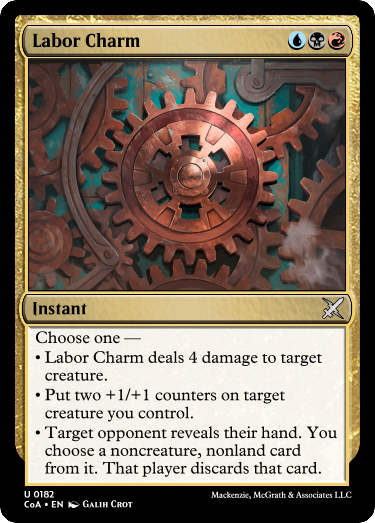 Labor Charm
Instant
Choose one —
• Labor Charm deals 4 damage to target
creature.
• Put two +1/+1 counters on target
creature you control.
• Target opponent reveals their hand. You
choose a noncreature, nonland card
from it. That player discards that card.
U 0182
CoA • EN Galih Crot
Mackenzie, McGrath & Associates LLC